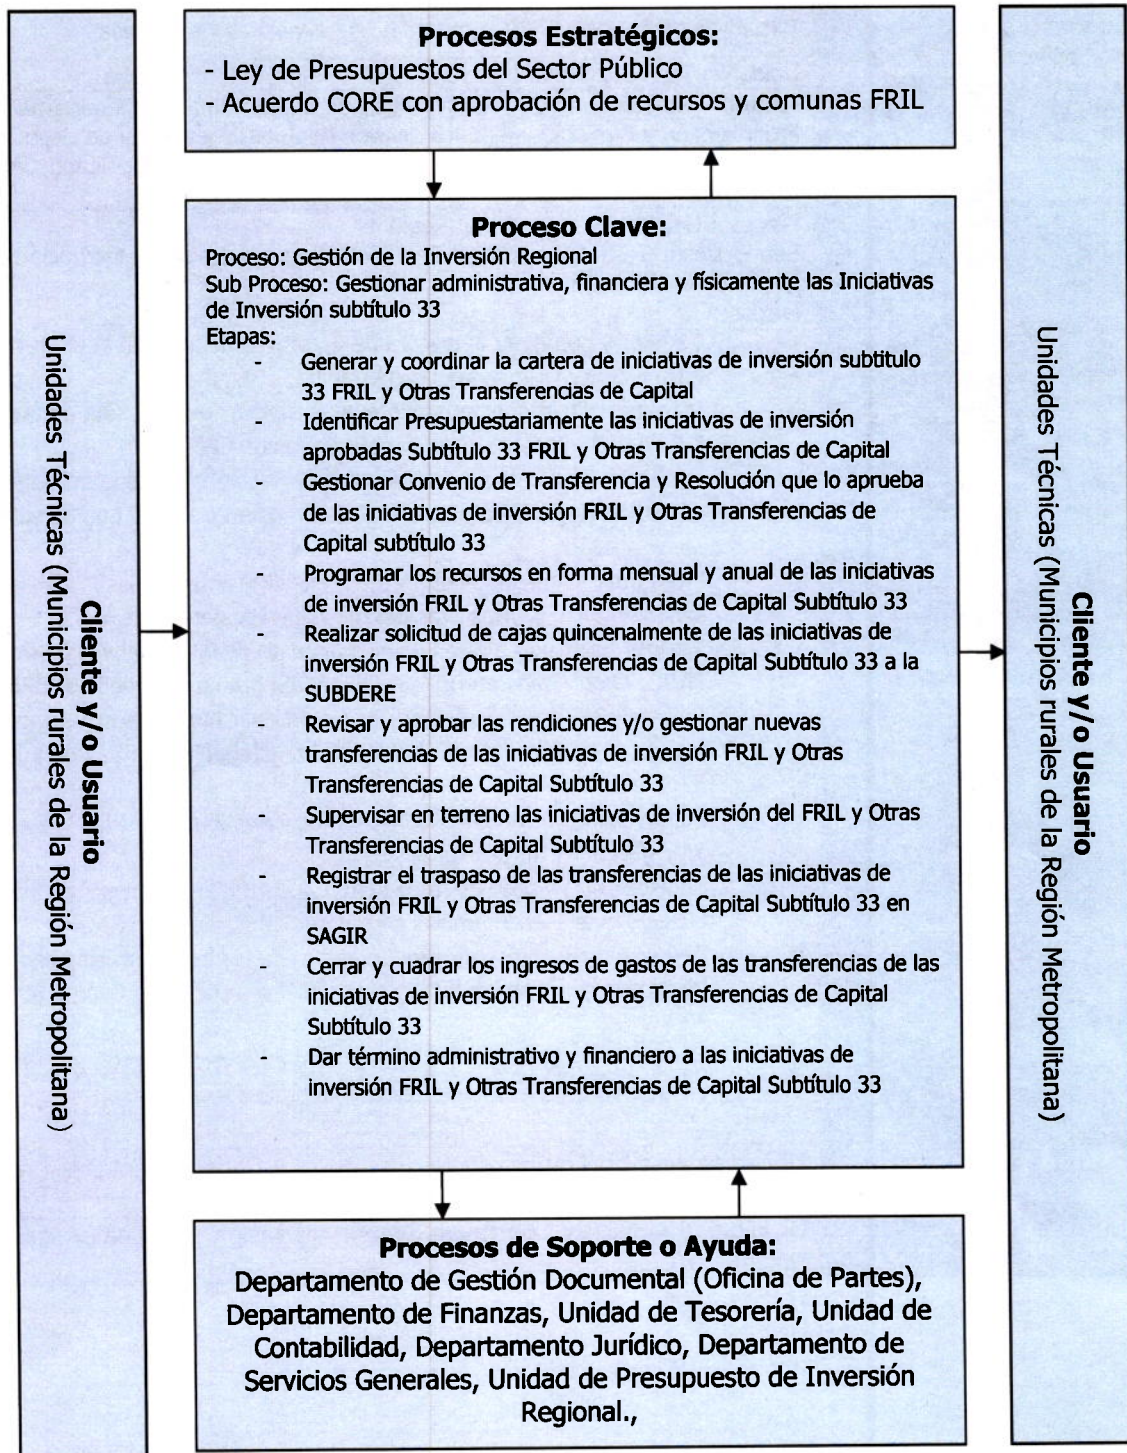 Cliente y/o Usuario
Unidades Técnicas (Municipios rurales de la Región Metropolitana)
Procesos Estratégicos:
- Ley de Presupuestos del Sector Público
- Acuerdo CORE con aprobación de recursos y comunas FRIL
Proceso Clave:
Proceso: Gestión de la Inversión Regional
Sub Proceso: Gestionar administrativa, financiera y físicamente las Iniciativas
de Inversión subtítulo 33
Etapas:
- Generar y coordinar la cartera de iniciativas de inversión subtitulo
33 FRIL y Otras Transferencias de Capital
- Identificar Presupuestariamente las iniciativas de inversión
aprobadas Subtítulo 33 FRIL y Otras Transferencias de Capital
- Gestionar Convenio de Transferencia y Resolución que lo aprueba
de las iniciativas de inversión FRIL y Otras Transferencias de
Capital subtítulo 33
- Programar los recursos en forma mensual y anual de las iniciativas
de inversión FRIL y Otras Transferencias de Capital Subtítulo 33
- Realizar solicitud de cajas quincenalmente de las iniciativas de
inversión FRIL y Otras Transferencias de Capital Subtítulo 33 a la
SUBDERE
- Revisar y aprobar las rendiciones y/o gestionar nuevas
transferencias de las iniciativas de inversión FRIL y Otras
Transferencias de Capital Subtítulo 33
- Supervisar en terreno las iniciativas de inversión del FRIL y Otras
Transferencias de Capital Subtítulo 33
- Registrar el traspaso de las transferencias de las iniciativas de
inversión FRIL y Otras Transferencias de Capital Subtítulo 33 en
SAGIR
- Cerrar y cuadrar los ingresos de gastos de las transferencias de las
iniciativas de inversión FRIL y Otras Transferencias de Capital
Subtítulo 33
- Dar término administrativo y financiero a las iniciativas de
inversión FRIL y Otras Transferencias de Capital Subtítulo 33
Procesos de Soporte o Ayuda:
Departamento de Gestión Documental (Oficina de Partes),
Departamento de Finanzas, Unidad de Tesorería, Unidad de
Contabilidad, Departamento Jurídico, Departamento de
Servicios Generales, Unidad de Presupuesto de Inversión
Regional.,
Cliente y/o Usuario
Unidades Técnicas (Municipios rurales de la Región Metropolitana)